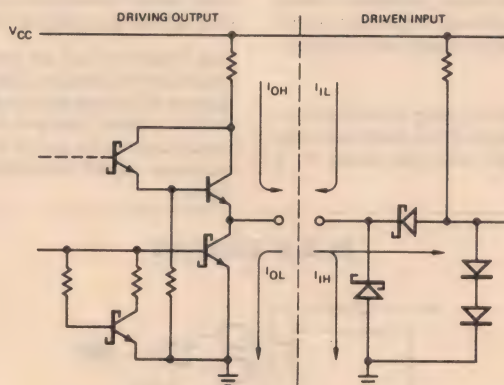 DRIVING OUTPUT
DRIVEN INPUT
VCC
IOH
IIL
IOL
IIH